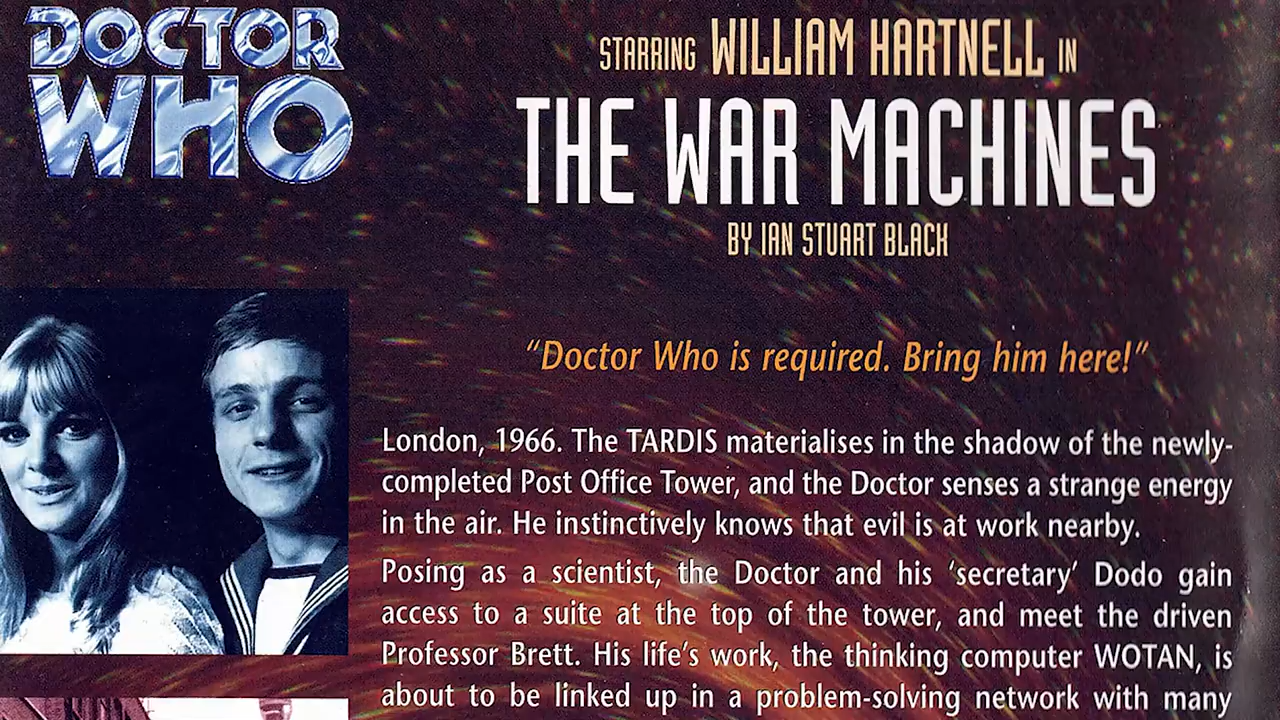 DOCTOR
WHO
STARRING WILLIAM HARTNELL IN
THE WAR MACHINES
BY IAN STUART BLACK
“Doctor Who is required. Bring him here!“
London, 1966. The TARDIS materialises in the shadow of the newly-
completed Post Office Tower, and the Doctor senses a strange energy
in the air. He instinctively knows that evil is at work nearby.
Posing as a scientist, the Doctor and his ‘secretary’ Dodo gain
access to a suite at the top of the tower, and meet the driven
Professor Brett. His life’s work, the thinking computer WOTAN, is
about to be linked up in a problem-solving network with many